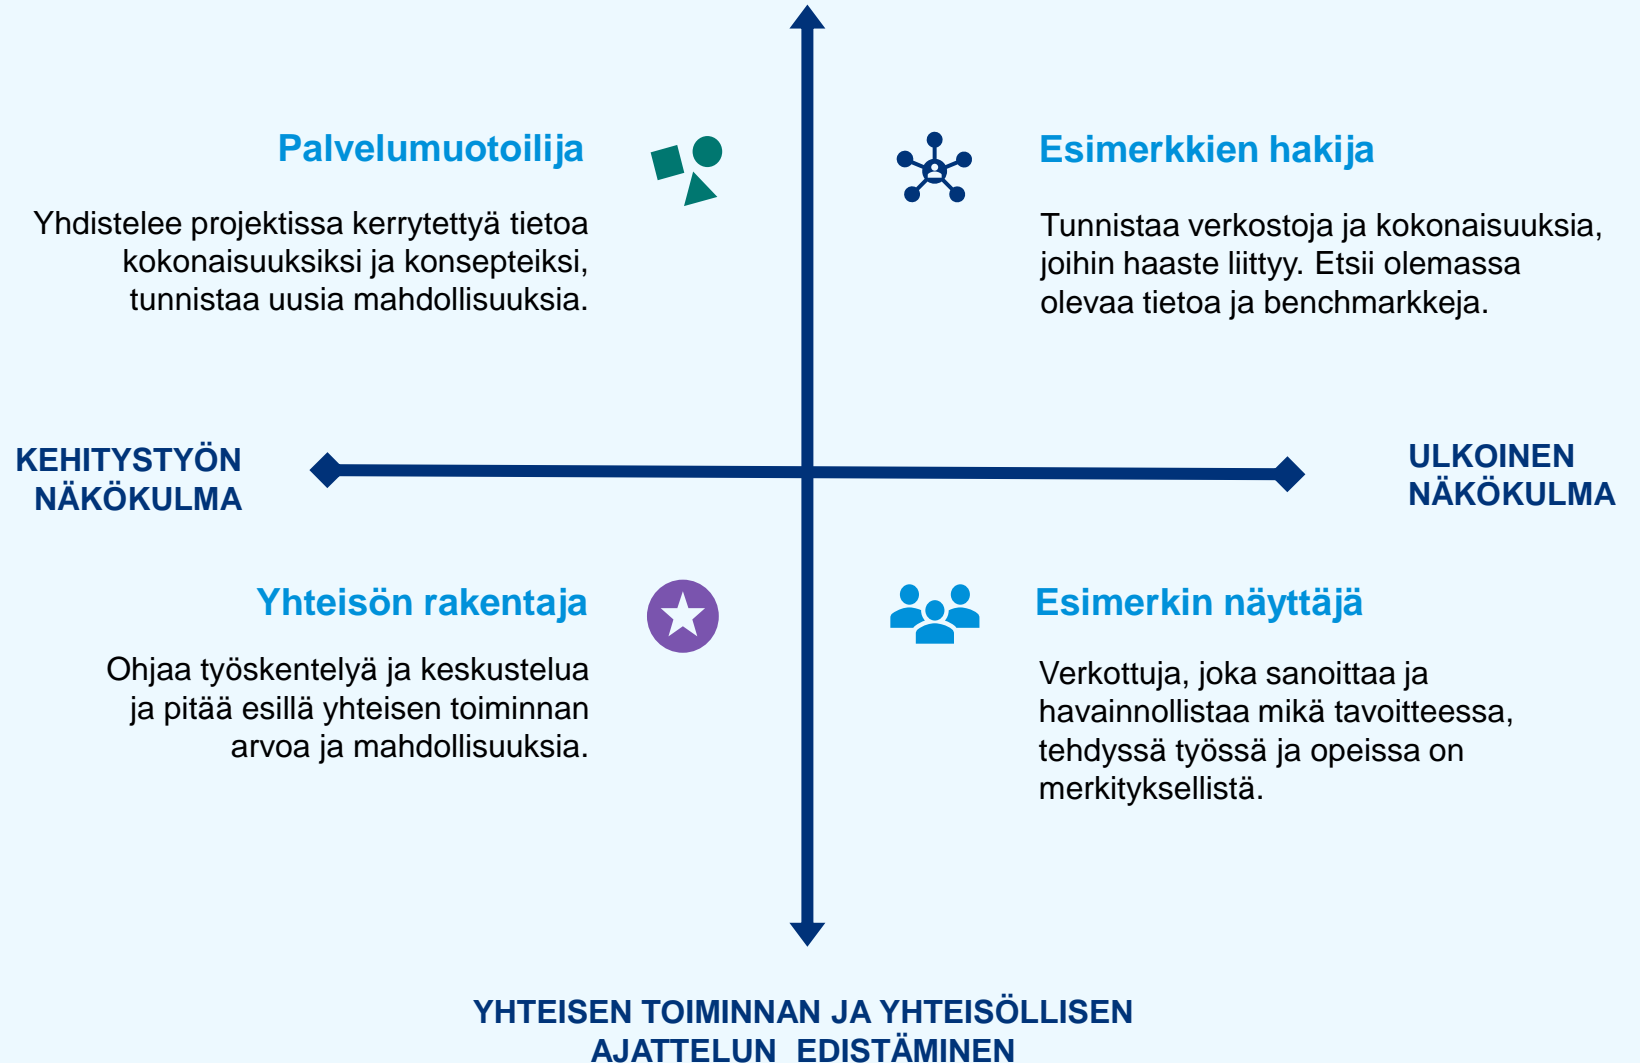 Palvelumuotoilija
Yhdistelee projektissa kerrytettyä tietoa
kokonaisuuksiksi ja konsepteiksi,
tunnistaa uusia mahdollisuuksia.
Esimerkkien hakija
Tunnistaa verkostoja ja kokonaisuuksia,
joihin haaste liittyy. Etsii olemassa
olevaa tietoa ja benchmarkkeja.
KEHITYSTYÖN
NÄKÖKULMA
ULKOINEN
NÄKÖKULMA
Yhteisön rakentaja
Ohjaa työskentelyä ja keskustelua
ja pitää esillä yhteisen toiminnan
arvoa ja mahdollisuuksia.
Esimerkin näyttäjä
Verkottuja, joka sanoittaa ja
havainnollistaa mikä tavoitteessa,
tehdyssä työssä ja opeissa on
merkityksellistä.
YHTEISEN TOIMINNAN JA YHTEISÖLLISEN
AJATTELUN EDISTÄMINEN